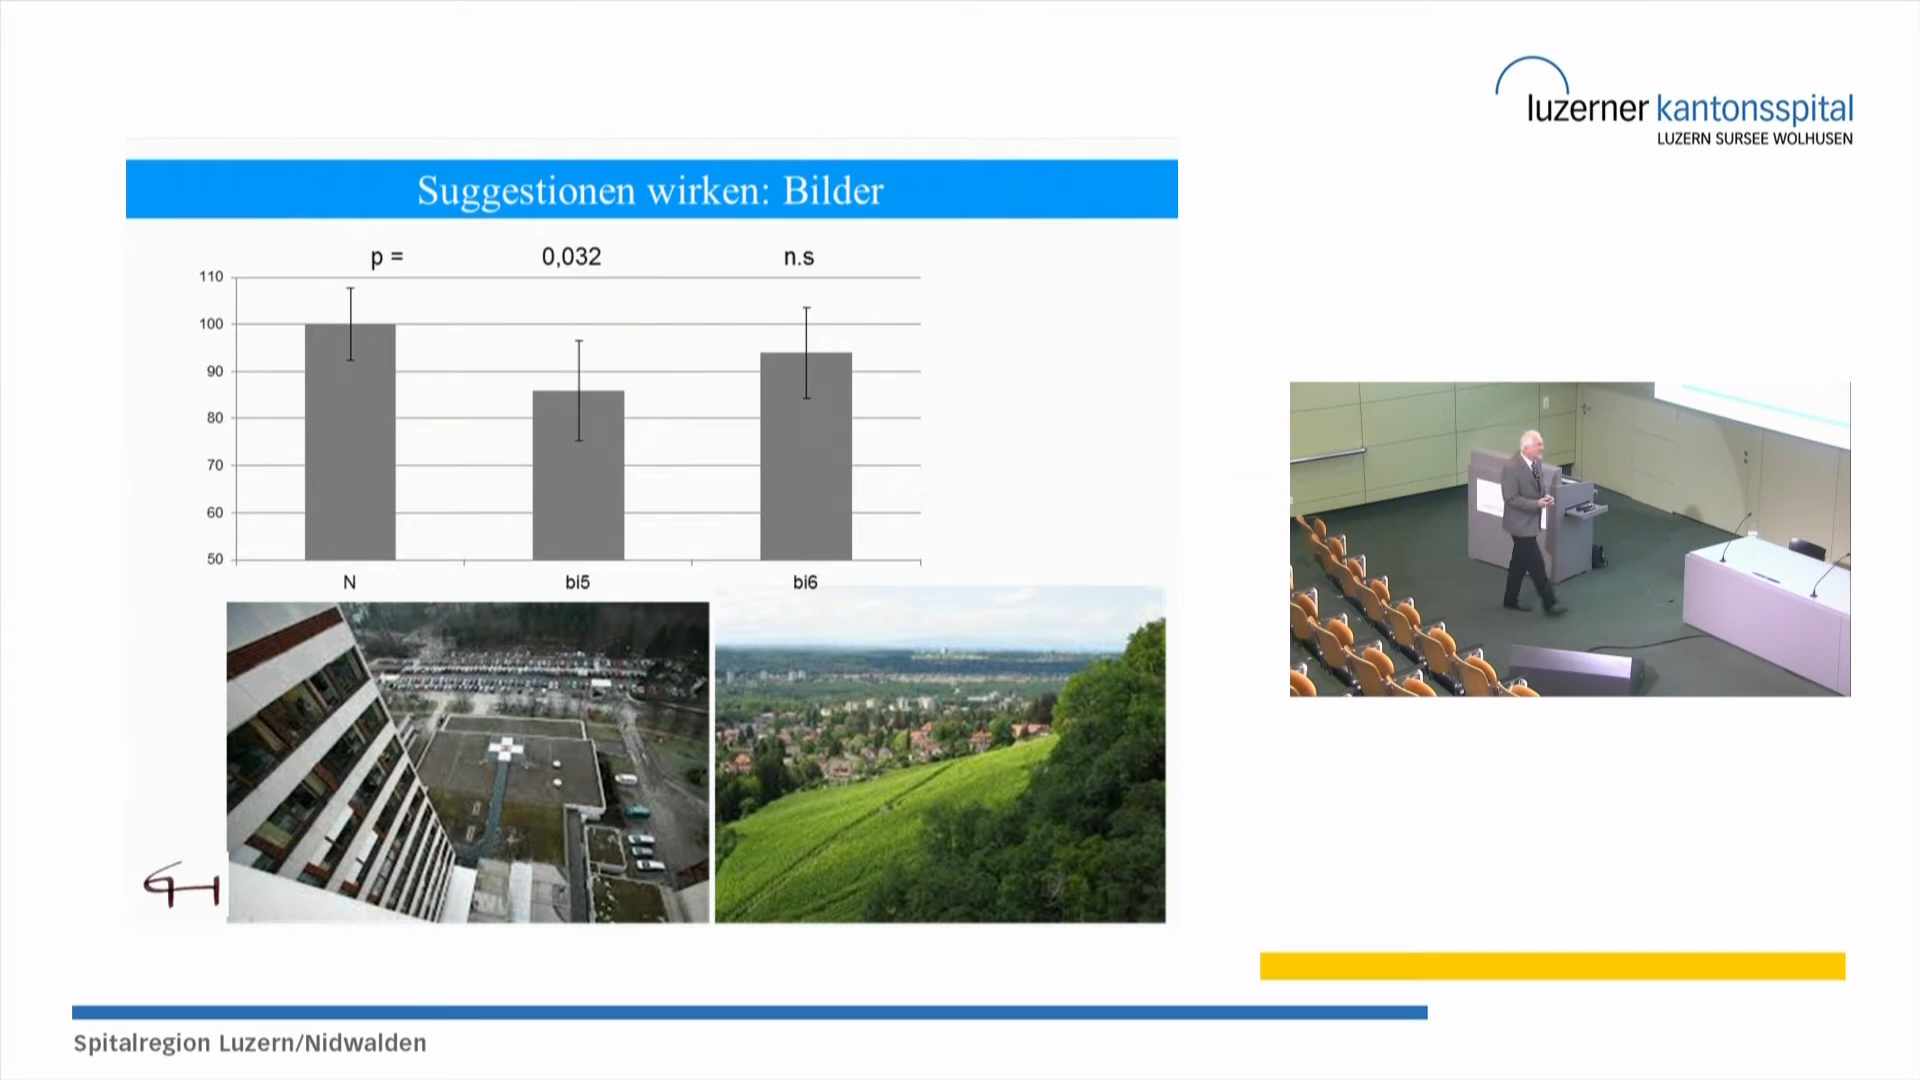 luzerner kantonsspital
LUZERN SURSEE WOLHUSEN
Suggestionen wirken: Bilder
p = 0,032 n.s
110
100
90
80
70
60
50
N bi5 bi6
Spitalregion Luzern/Nidwalden